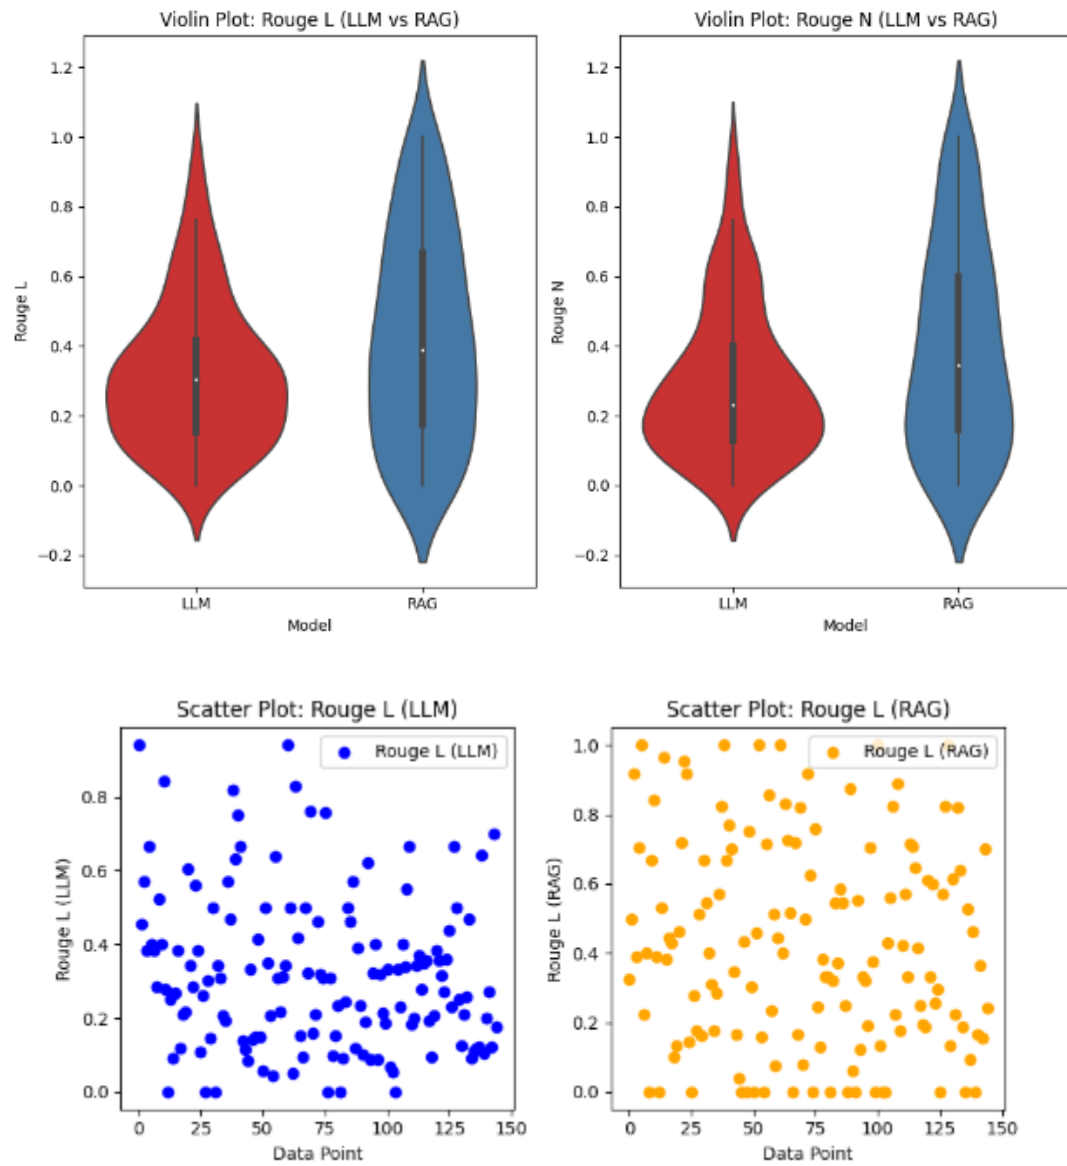 Violin Plot: Rouge L (LLM vs RAG)
Rouge L
1.2
1.0
0.8
0.6
0.4
0.2
0.0
−0.2
LLM
RAG
Model
Violin Plot: Rouge N (LLM vs RAG)
Rouge N
1.2
1.0
0.8
0.6
0.4
0.2
0.0
−0.2
LLM
RAG
Model
Scatter Plot: Rouge L (LLM)
Rouge L (LLM)
Rouge L (LLM)
0.8
0.6
0.4
0.2
0.0
0
25
50
75
100
125
150
Data Point
Scatter Plot: Rouge L (RAG)
Rouge L (RAG)
Rouge L (RAG)
1.0
0.8
0.6
0.4
0.2
0.0
0
25
50
75
100
125
150
Data Point